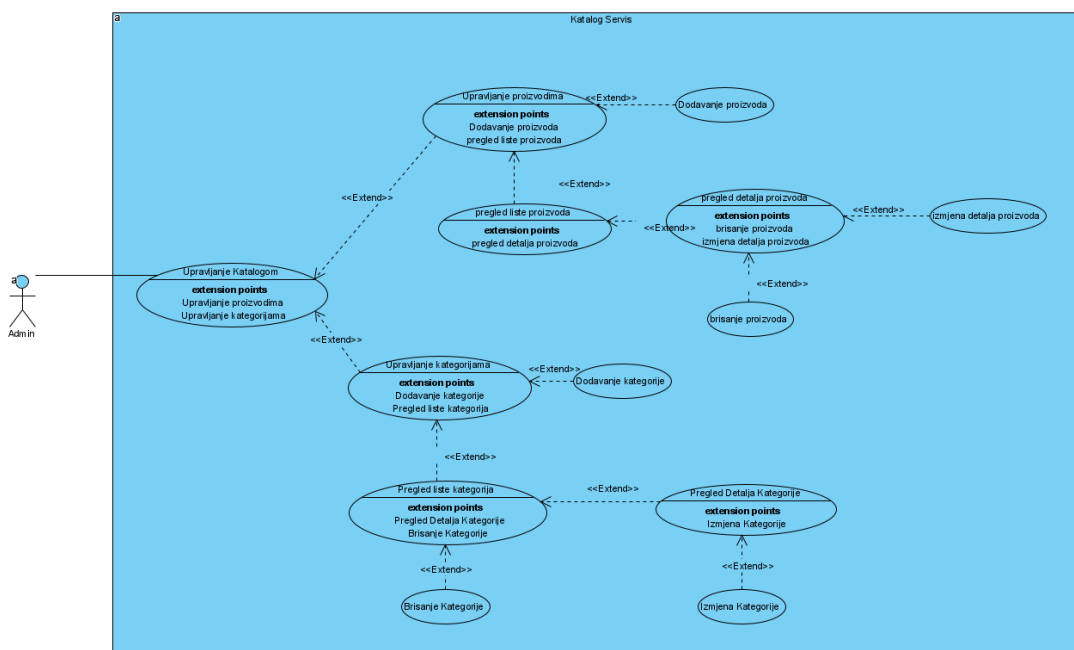 a
Katalog Servis
Upravljanje proizvodima
extension points
Dodavanje proizvoda
pregled liste proizvoda
<<Extend>>
Dodavanje proizvoda
<<Extend>>
<<Extend>>
pregled liste proizvoda
extension points
pregled detalja proizvoda
<<Extend>>
pregled detalja proizvoda
extension points
brisanje proizvoda
izmjena detalja proizvoda
<<Extend>>
izmjena detalja proizvoda
<<Extend>>
brisanje proizvoda
a
Admin
Upravljanje Katalogom
extension points
Upravljanje proizvodima
Upravljanje kategorijama
<<Extend>>
Upravljanje kategorijama
extension points
Dodavanje kategorije
Pregled liste kategorija
<<Extend>>
Dodavanje kategorije
<<Extend>>
Pregled liste kategorija
extension points
Pregled Detalja Kategorije
Brisanje Kategorije
<<Extend>>
Pregled Detalja Kategorije
extension points
Izmjena Kategorije
<<Extend>>
Brisanje Kategorije
<<Extend>>
Izmjena Kategorije